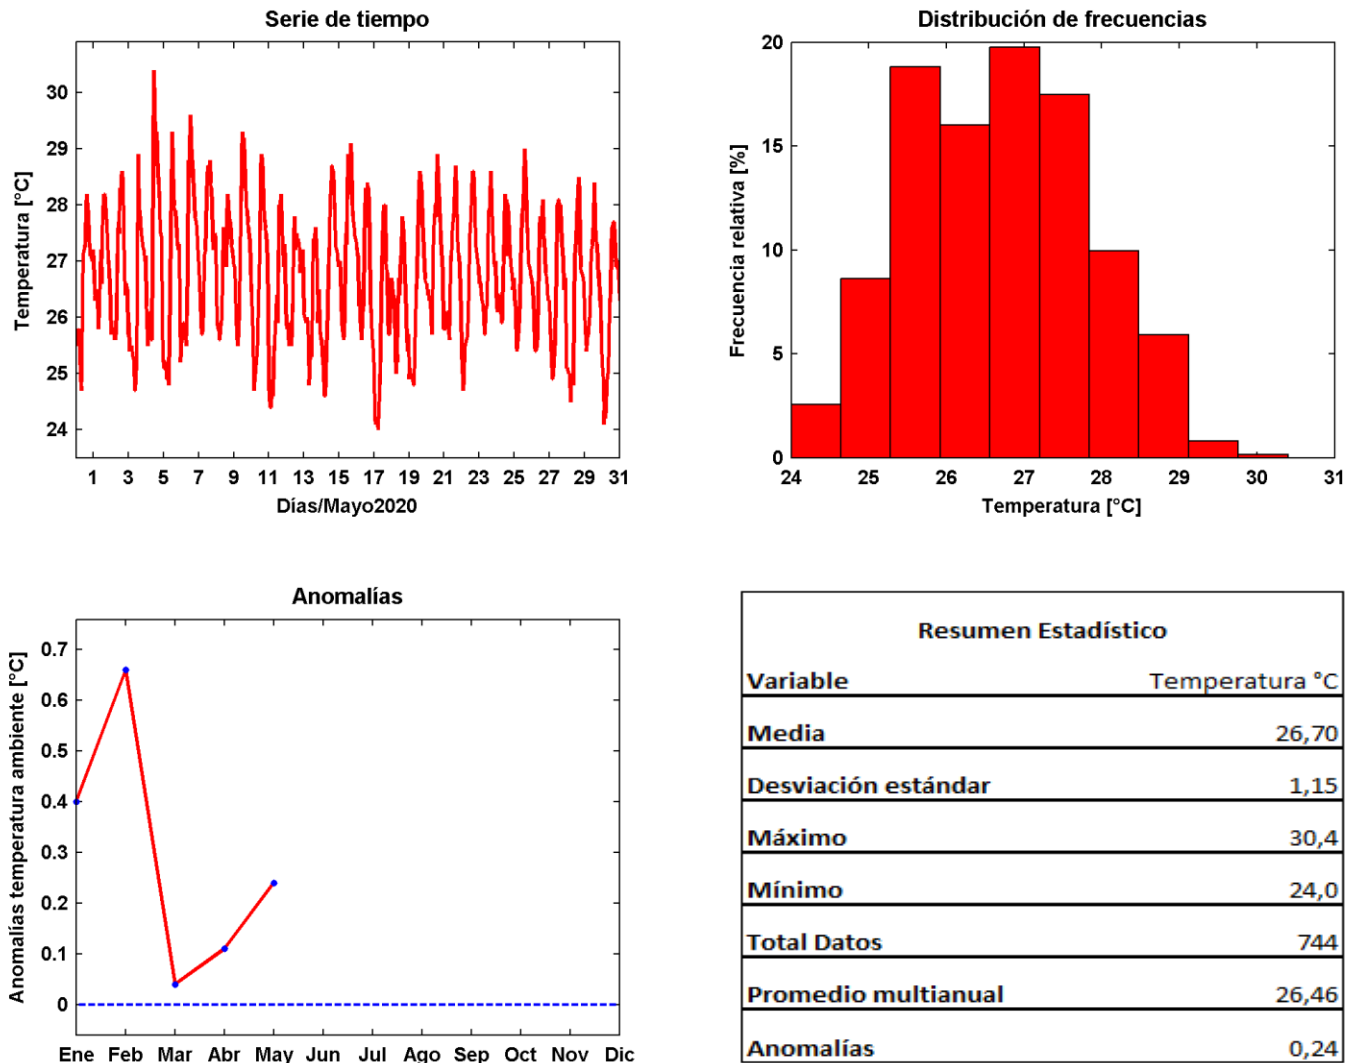 Serie de tiempo
Temperatura [°C]
30
29
28
27
26
25
24
1 3 5 7 9 11 13 15 17 19 21 23 25 27 29 31
Días/Mayo2020
Distribución de frecuencias
Frecuencia relativa [%]
20
15
10
5
0
24 25 26 27 28 29 30 31
Temperatura [°C]
Anomalías
Anomalías temperatura ambiente [°C]
0.7
0.6
0.5
0.4
0.3
0.2
0.1
0
Ene Feb Mar Abr May Jun Jul Ago Sep Oct Nov Dic
Resumen Estadístico
Variable Temperatura °C
Media 26,70
Desviación estándar 1,15
Máximo 30,4
Mínimo 24,0
Total Datos 744
Promedio multianual 26,46
Anomalías 0,24